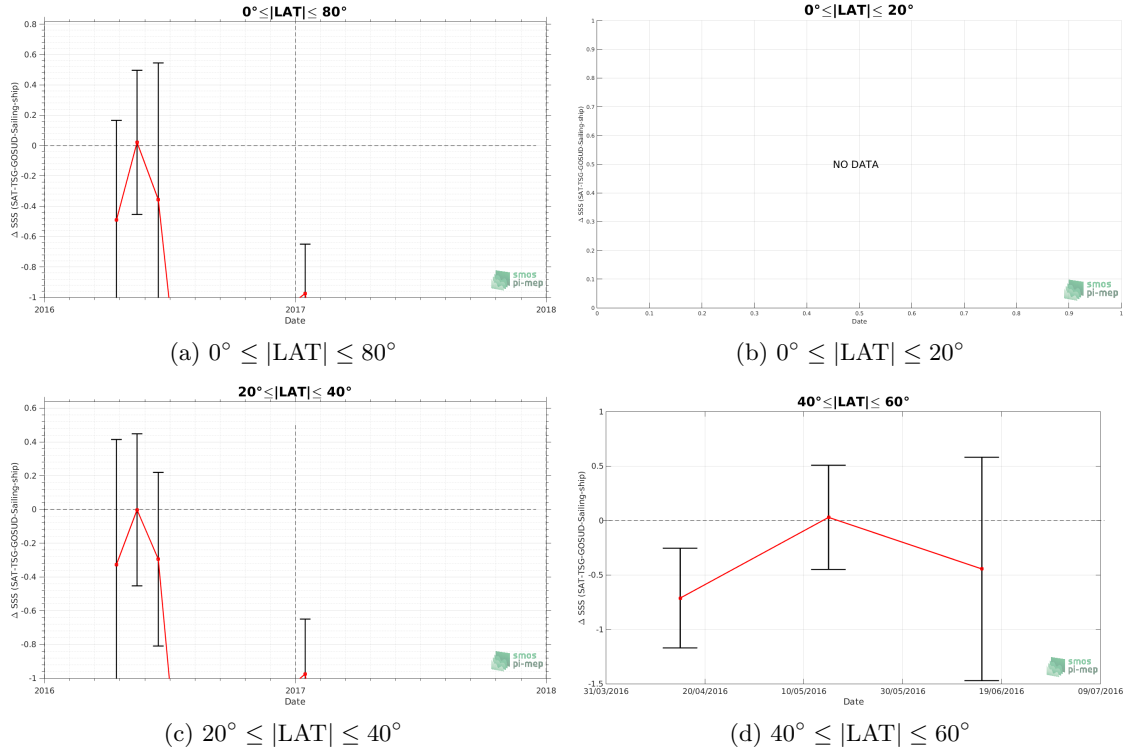 0°≤|LAT|≤ 80°
0.8
0.6
0.4
0.2
0
-0.2
-0.4
-0.6
-0.8
-1
Δ SSS (SAT-TSG-GOSUD-Sailing-ship)
2016
2017
2018
Date
smos
pi-mep
(a) 0° ≤ |LAT| ≤ 80°
0°≤|LAT|≤ 20°
1
0.9
0.8
0.7
0.6
0.5
0.4
0.3
0.2
0.1
0
Δ SSS (SAT-TSG-GOSUD-Sailing-ship)
NO DATA
0
0.1
0.2
0.3
0.4
0.5
0.6
0.7
0.8
0.9
1
Date
smos
pi-mep
(b) 0° ≤ |LAT| ≤ 20°
20°≤|LAT|≤ 40°
0.6
0.4
0.2
0
-0.2
-0.4
-0.6
-0.8
-1
Δ SSS (SAT-TSG-GOSUD-Sailing-ship)
2016
2017
2018
Date
smos
pi-mep
(c) 20° ≤ |LAT| ≤ 40°
40°≤|LAT|≤ 60°
1
0.5
0
-0.5
-1
-1.5
Δ SSS (SAT-TSG-GOSUD-Sailing-ship)
31/03/2016
20/04/2016
10/05/2016
30/05/2016
19/06/2016
09/07/2016
Date
smos
pi-mep
(d) 40° ≤ |LAT| ≤ 60°